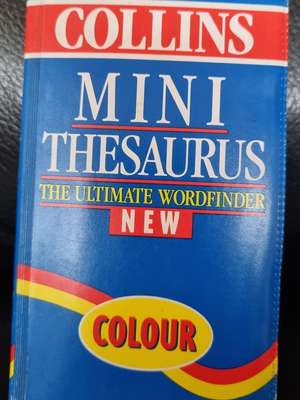 COLLINS
MINI
THESAURUS
THE ULTIMATE WORDFINDER
NEW
COLOUR